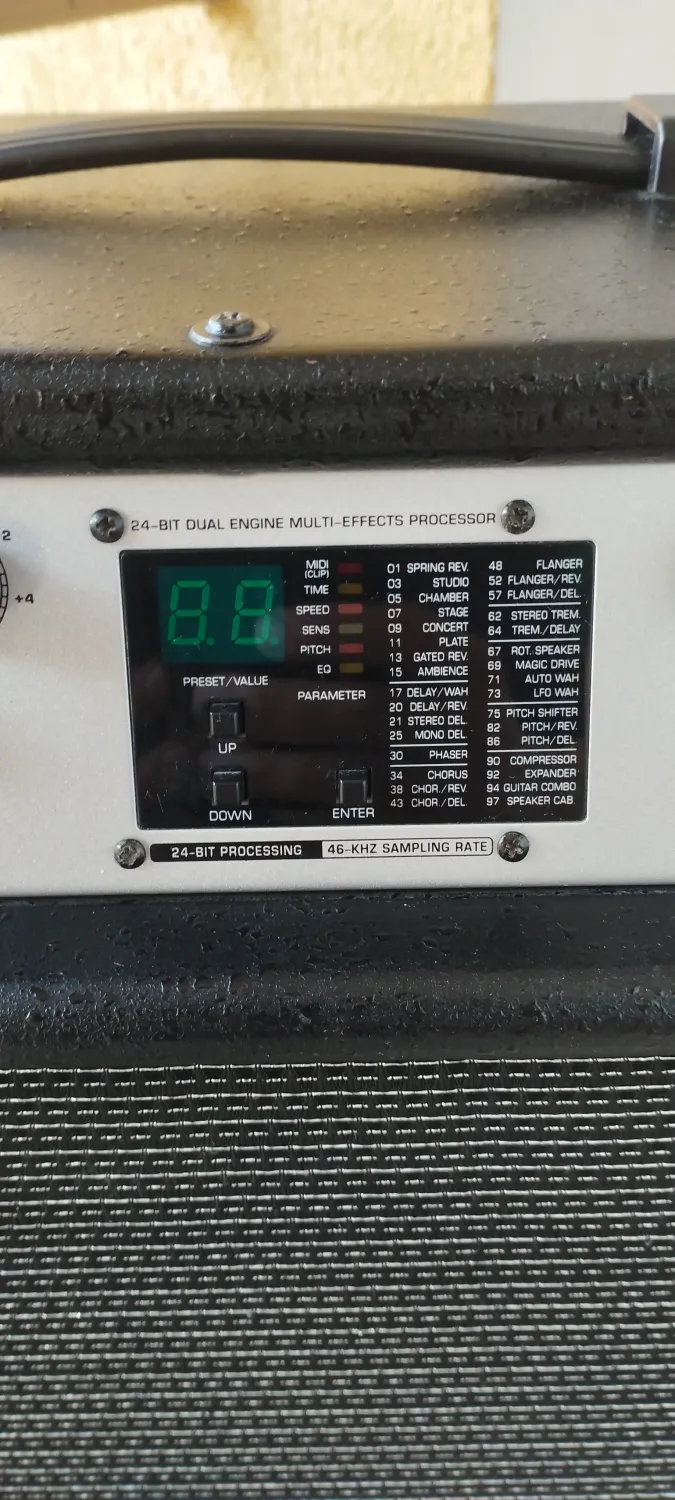 2
+4
24-BIT DUAL ENGINE MULTI-EFFECTS PROCESSOR
88
MIDI
(CLIP)
TIME
SPEED
SENS
PITCH
EQ
PRESET/VALUE
PARAMETER
UP
DOWN
ENTER
01 SPRING REV.
03 STUDIO
05 CHAMBER
07 STAGE
09 CONCERT
11 PLATE
13 GATED REV.
15 AMBIENCE
17 DELAY/WAH
20 DELAY/REV.
21 STEREO DEL.
25 MONO DEL.
30 PHASER
34 CHORUS
38 CHOR./REV.
43 CHOR./DEL.
48 FLANGER
52 FLANGER/REV.
57 FLANGER/DEL.
62 STEREO TREM.
64 TREM./DELAY
67 ROT. SPEAKER
69 MAGIC DRIVE
71 AUTO WAH
73 LFO WAH
75 PITCH SHIFTER
82 PITCH/REV.
86 PITCH/DEL.
90 COMPRESSOR
92 EXPANDER
94 GUITAR COMBO
97 SPEAKER CAB.
24-BIT PROCESSING 46-KHZ SAMPLING RATE